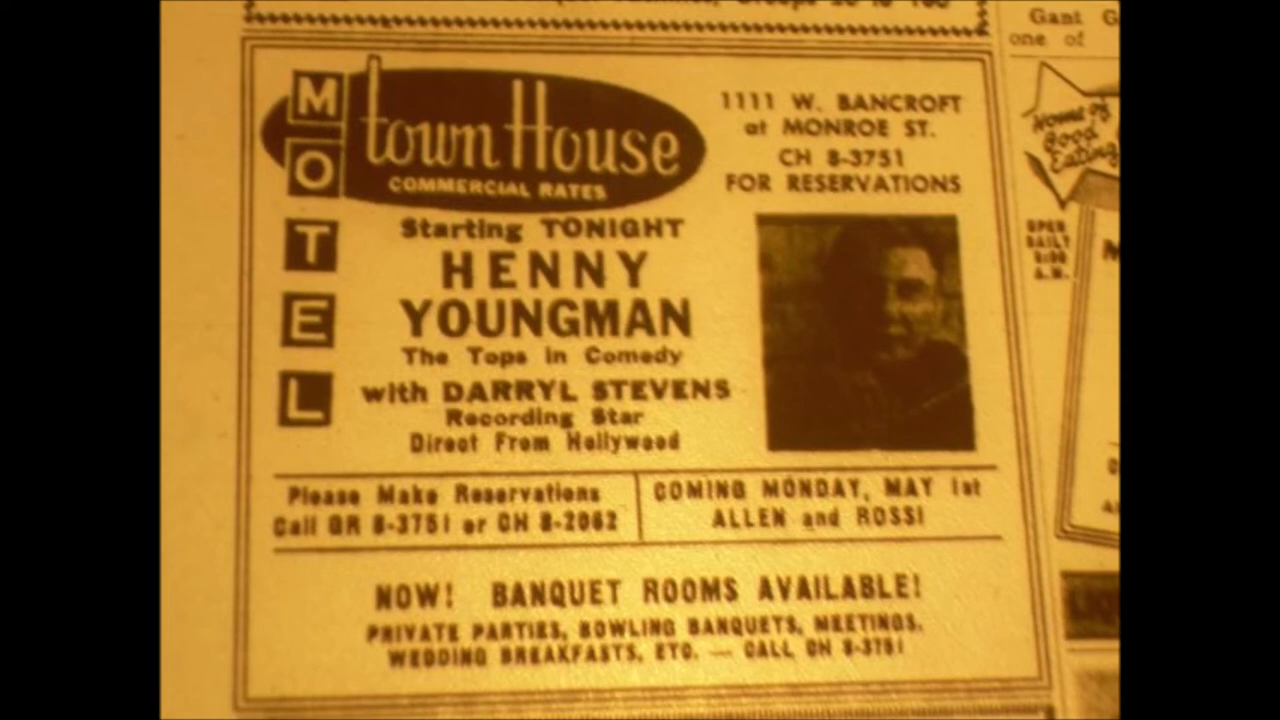 Gant G
one of
MOTEL
town House
COMMERCIAL RATES
1111 W. BANCROFT
at MONROE ST.
CH 8-3751
FOR RESERVATIONS
Starting TONIGHT
HENNY
YOUNGMAN
The Tops in Comedy
with DARRYL STEVENS
Recording Star
Direct From Hollywood
Please Make Reservations
Call GR 8-3751 or CH 8-2062
COMING MONDAY, MAY 1st
ALLEN and ROSSI
NOW! BANQUET ROOMS AVAILABLE!
PRIVATE PARTIES, BOWLING BANQUETS, MEETINGS.
WEDDING BREAKFASTS, ETC. — CALL CH 8-3751
Home of
Good
Eating
OPEN
DAILY
A.M.